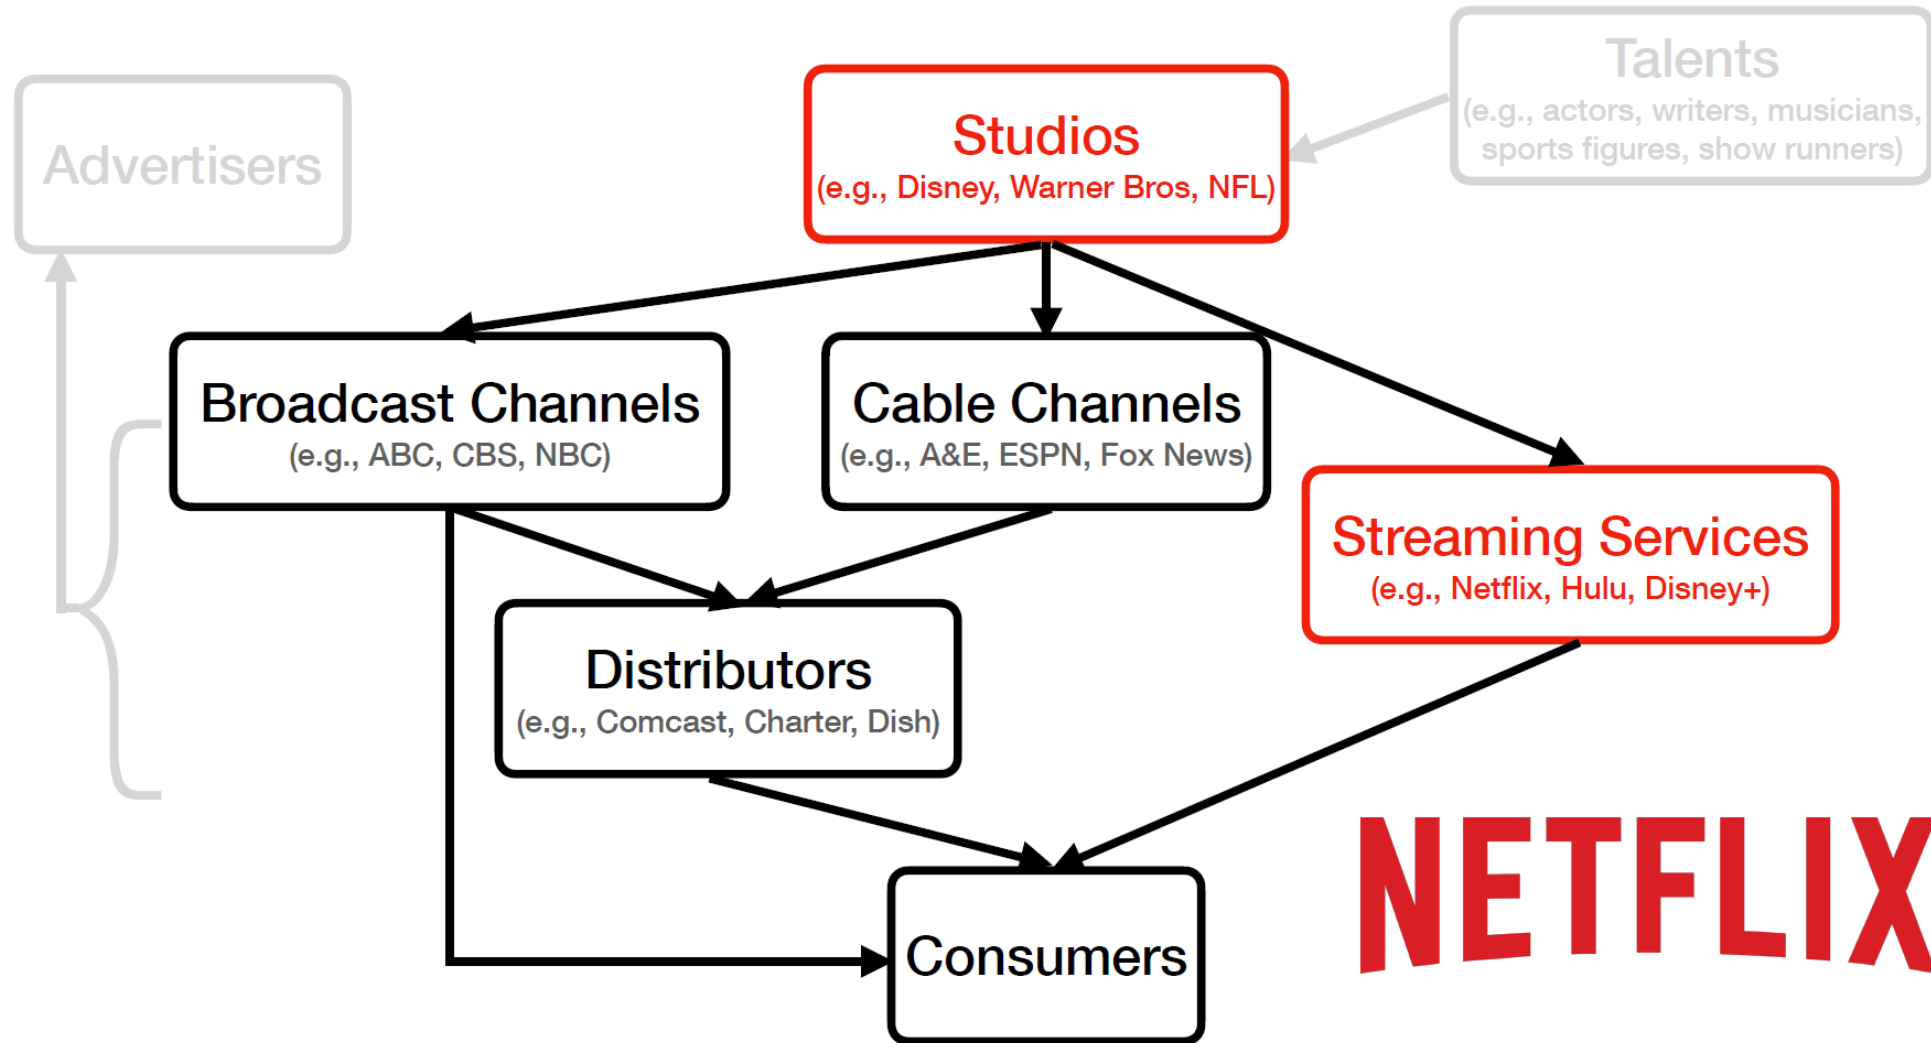 Talents
(e.g., actors, writers, musicians,
sports figures, show runners)
Advertisers
Studios
(e.g., Disney, Warner Bros, NFL)
Broadcast Channels
(e.g., ABC, CBS, NBC)
Cable Channels
(e.g., A&E, ESPN, Fox News)
Streaming Services
(e.g., Netflix, Hulu, Disney+)
Distributors
(e.g., Comcast, Charter, Dish)
Consumers
NETFLIX